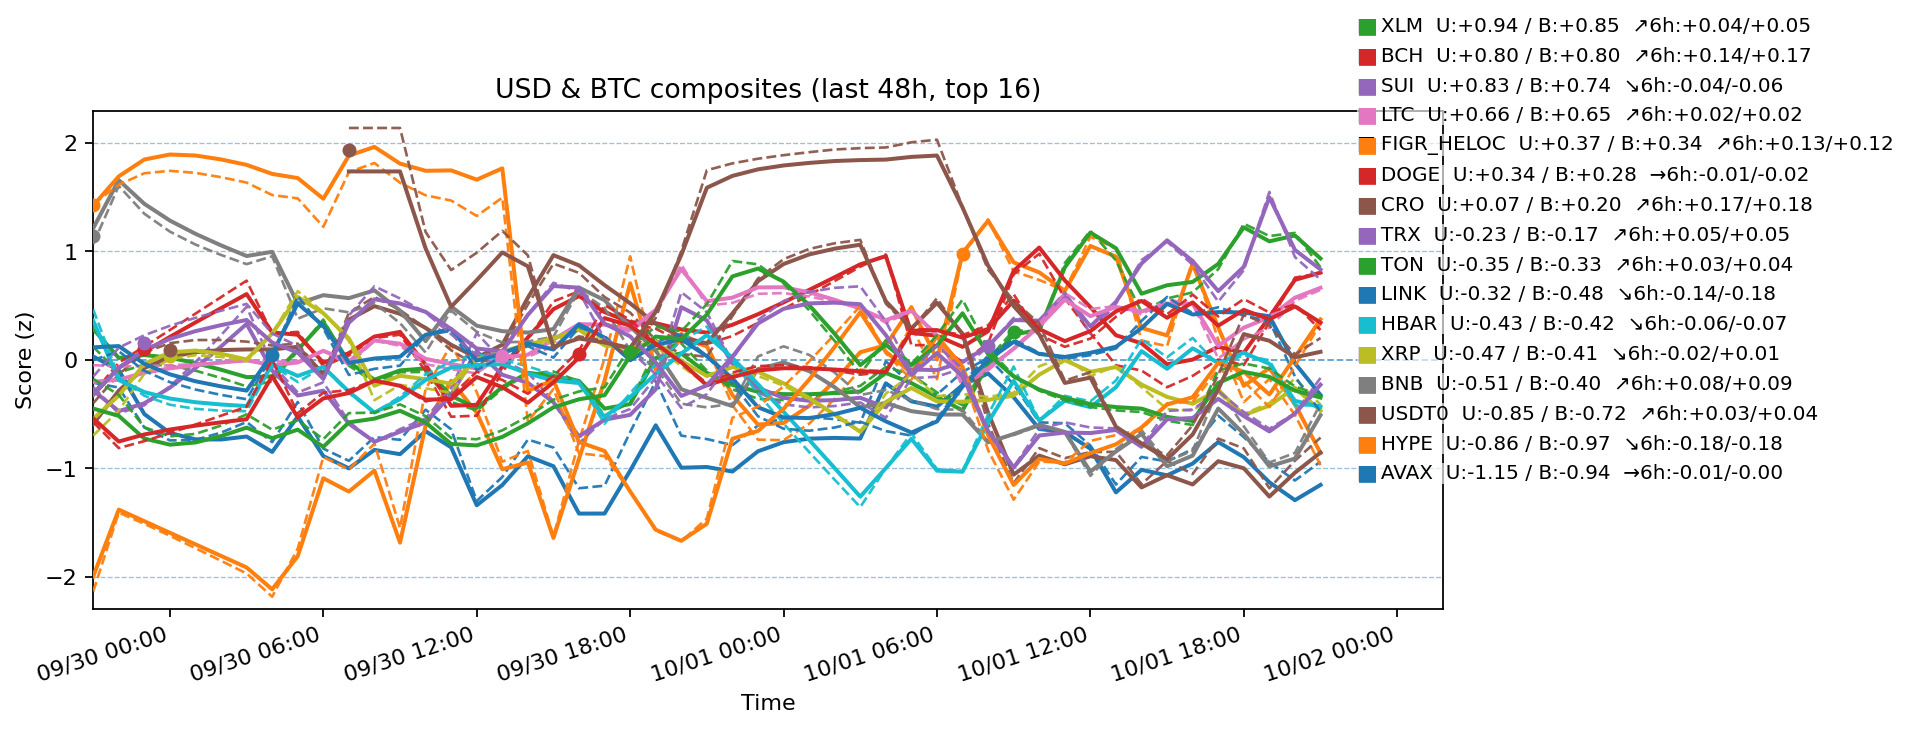 XLM  U:+0.94 / B:+0.85  ↗6h:+0.04/+0.05
BCH  U:+0.80 / B:+0.80  ↗6h:+0.14/+0.17
SUI  U:+0.83 / B:+0.74  ↘6h:-0.04/-0.06
LTC  U:+0.66 / B:+0.65  ↗6h:+0.02/+0.02
FIGR_HELOC  U:+0.37 / B:+0.34  ↗6h:+0.13/+0.12
DOGE  U:+0.34 / B:+0.28  →6h:-0.01/-0.02
CRO  U:+0.07 / B:+0.20  ↗6h:+0.17/+0.18
TRX  U:-0.23 / B:-0.17  ↗6h:+0.05/+0.05
TON  U:-0.35 / B:-0.33  ↗6h:+0.03/+0.04
LINK  U:-0.32 / B:-0.48  ↘6h:-0.14/-0.18
HBAR  U:-0.43 / B:-0.42  ↘6h:-0.06/-0.07
XRP  U:-0.47 / B:-0.41  ↘6h:-0.02/+0.01
BNB  U:-0.51 / B:-0.40  ↗6h:+0.08/+0.09
USDT0  U:-0.85 / B:-0.72  ↗6h:+0.03/+0.04
HYPE  U:-0.86 / B:-0.97  ↘6h:-0.18/-0.18
AVAX  U:-1.15 / B:-0.94  →6h:-0.01/-0.00
USD & BTC composites (last 48h, top 16)
Score (z)
2
1
0
−1
−2
09/30 00:00
09/30 06:00
09/30 12:00
09/30 18:00
10/01 00:00
10/01 06:00
10/01 12:00
10/01 18:00
10/02 00:00
Time